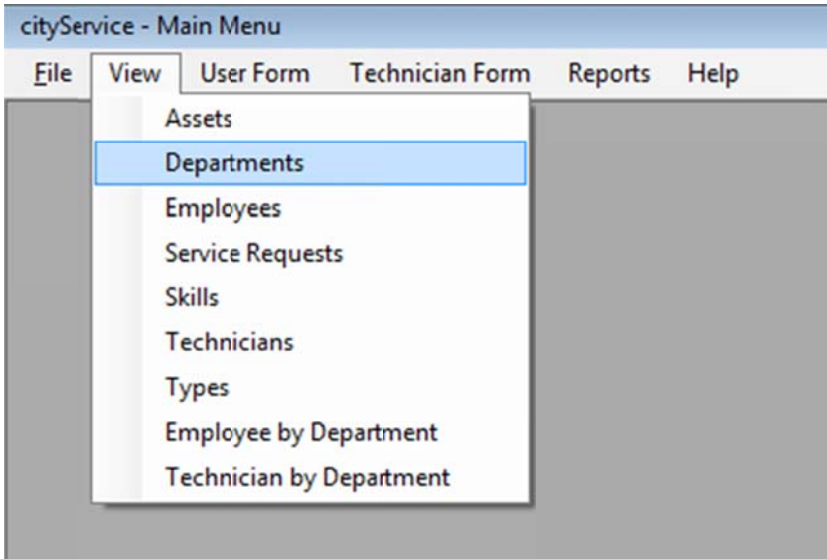 cityService - Main Menu
File View User Form Technician Form Reports Help
Assets
Departments
Employees
Service Requests
Skills
Technicians
Types
Employee by Department
Technician by Department